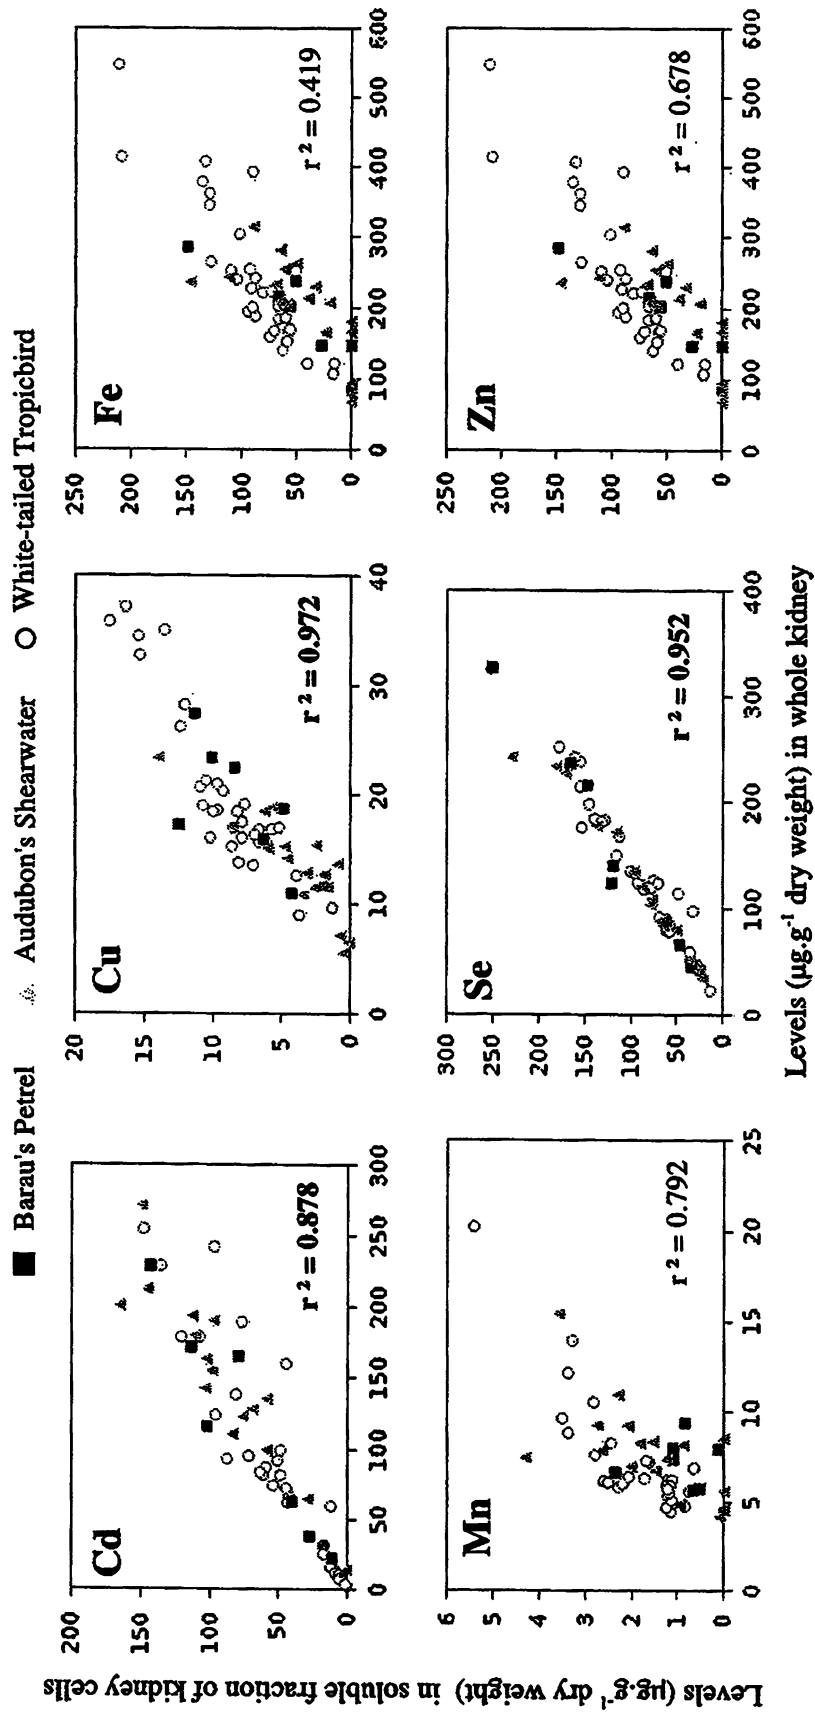 Barau's Petrel Audubon's Shearwater White-tailed Tropicbird
Levels (µg.g⁻¹ dry weight) in soluble fraction of kidney cells
Cd
200
150
100
50
0
r² = 0.878
0 50 100 150 200 250 300
Cu
20
15
10
5
0
r² = 0.972
0 10 20 30 40
Fe
250
200
150
100
50
0
r² = 0.419
0 100 200 300 400 500 600
Mn
6
5
4
3
2
1
0
r² = 0.792
0 5 10 15 20 25
Se
300
250
200
150
100
50
0
r² = 0.952
0 100 200 300 400
Zn
250
200
150
100
50
0
r² = 0.678
0 100 200 300 400 500 600
Levels (µg.g⁻¹ dry weight) in whole kidney